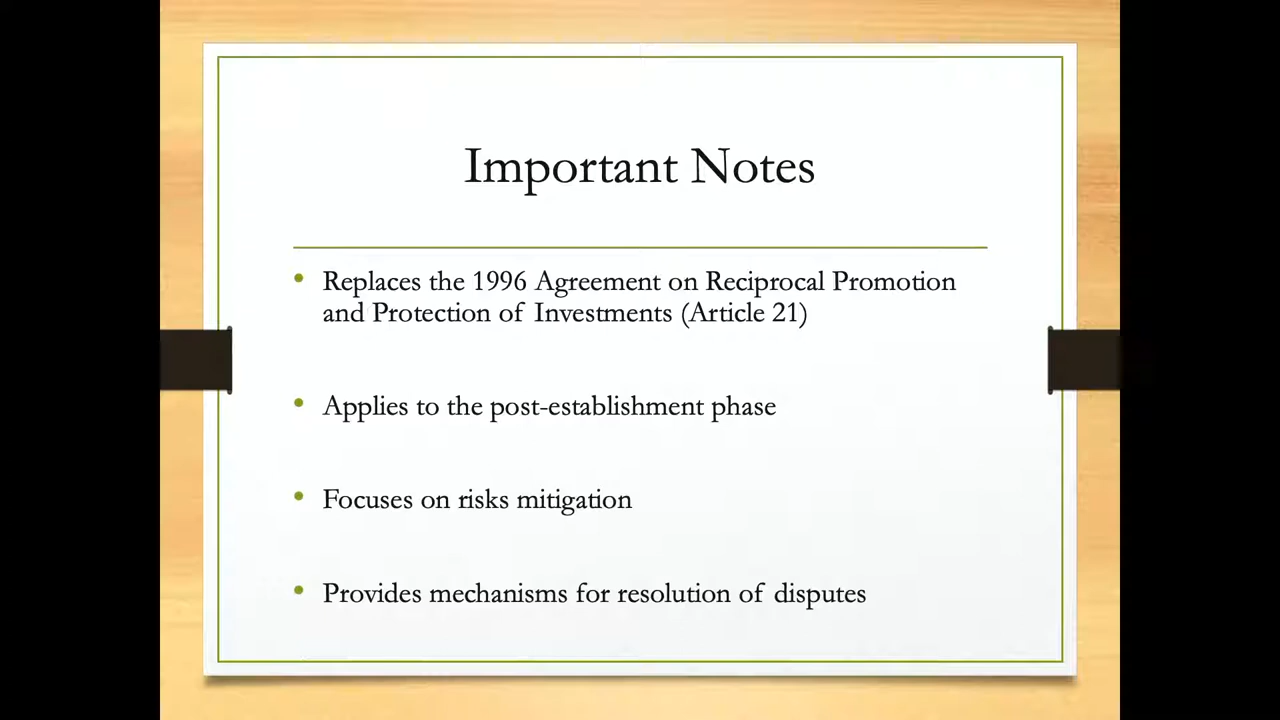 Important Notes
• Replaces the 1996 Agreement on Reciprocal Promotion
and Protection of Investments (Article 21)
• Applies to the post-establishment phase
• Focuses on risks mitigation
• Provides mechanisms for resolution of disputes